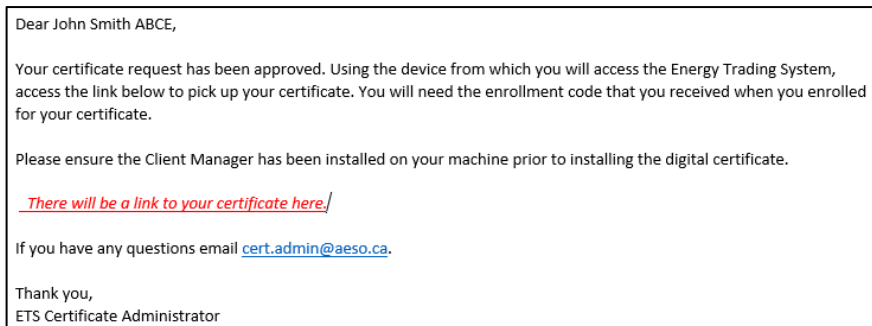 Dear John Smith ABCE,
Your certificate request has been approved. Using the device from which you will access the Energy Trading System,
access the link below to pick up your certificate. You will need the enrollment code that you received when you enrolled
for your certificate.
Please ensure the Client Manager has been installed on your machine prior to installing the digital certificate.
There will be a link to your certificate here.
If you have any questions email cert.admin@aeso.ca.
Thank you,
ETS Certificate Administrator